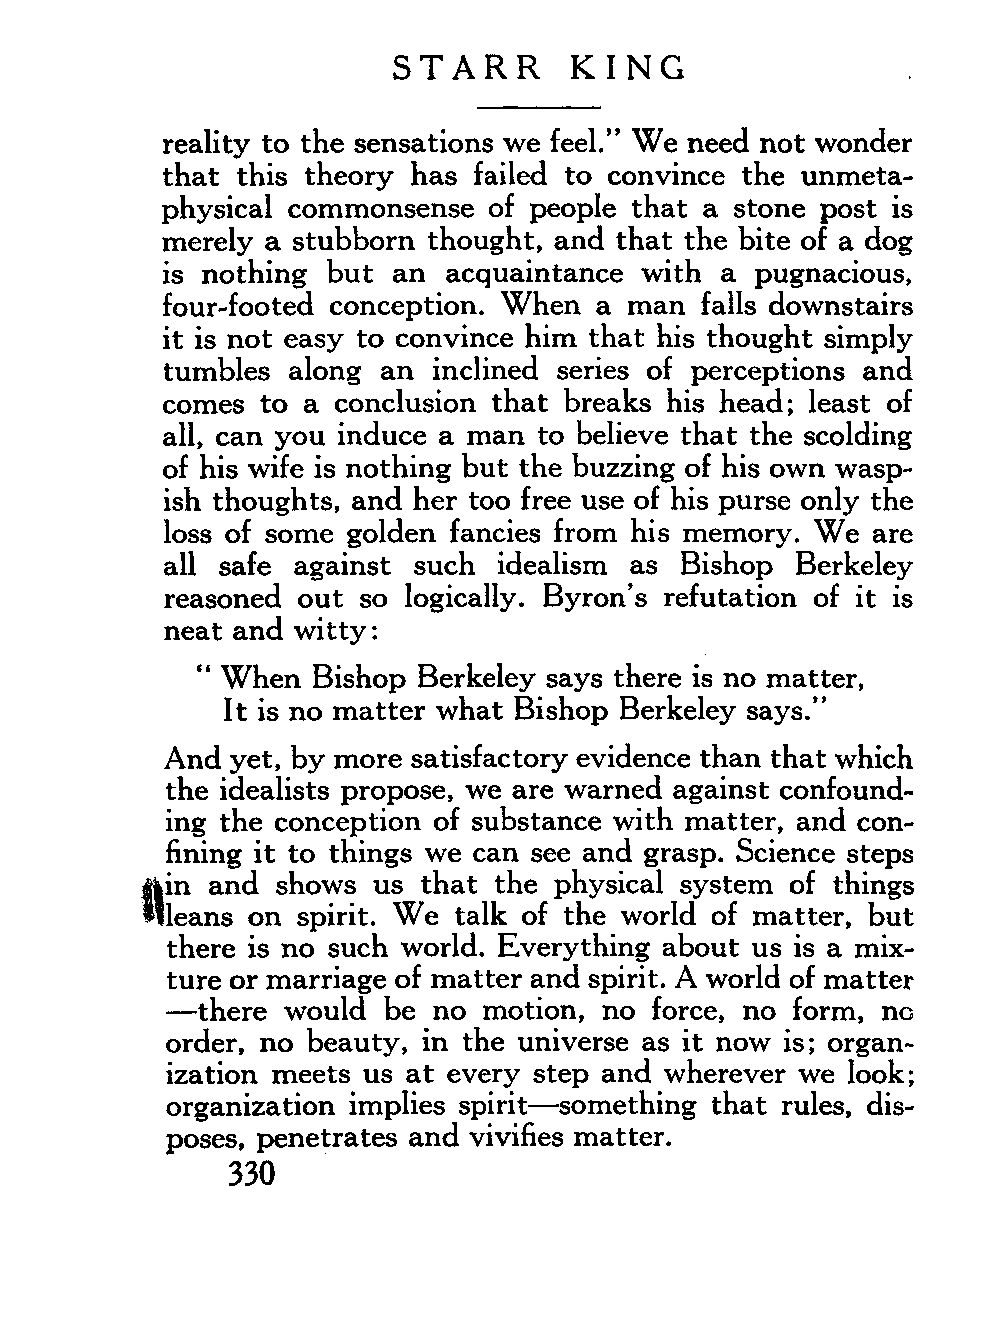 STARR KING
reality to the sensations we feel." We need not wonder
that this theory has failed to convince the unmeta-
physical commonsense of people that a stone post is
merely a stubborn thought, and that the bite of a dog
is nothing but an acquaintance with a pugnacious,
four-footed conception. When a man falls downstairs
it is not easy to convince him that his thought simply
tumbles along an inclined series of perceptions and
comes to a conclusion that breaks his head; least of
all, can you induce a man to believe that the scolding
of his wife is nothing but the buzzing of his own wasp-
ish thoughts, and her too free use of his purse only the
loss of some golden fancies from his memory. We are
all safe against such idealism as Bishop Berkeley
reasoned out so logically. Byron's refutation of it is
neat and witty:
" When Bishop Berkeley says there is no matter,
It is no matter what Bishop Berkeley says."
And yet, by more satisfactory evidence than that which
the idealists propose, we are warned against confound-
ing the conception of substance with matter, and con-
fining it to things we can see and grasp. Science steps
in and shows us that the physical system of things
leans on spirit. We talk of the world of matter, but
there is no such world. Everything about us is a mix-
ture or marriage of matter and spirit. A world of matter
—there would be no motion, no force, no form, no
order, no beauty, in the universe as it now is; organ-
ization meets us at every step and wherever we look;
organization implies spirit—something that rules, dis-
poses, penetrates and vivifies matter.
330